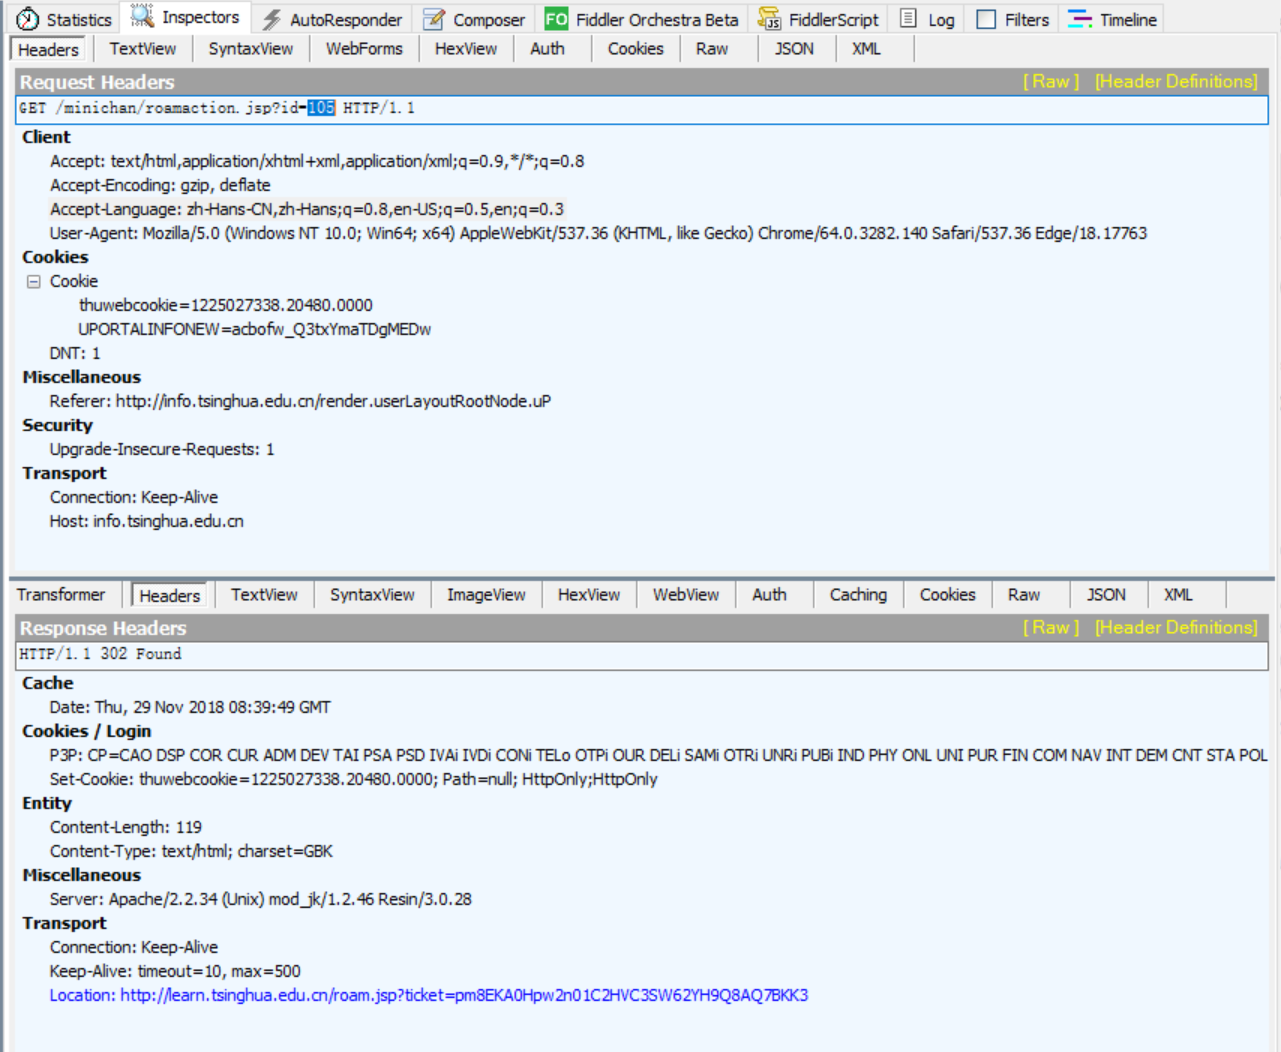 Statistics Inspectors AutoResponder Composer FO Fiddler Orchestra Beta FiddlerScript Log Filters Timeline
Headers TextView SyntaxView WebForms HexView Auth Cookies Raw JSON XML
Request Headers [ Raw ] [Header Definitions]
GET /minichan/roamaction.jsp?id=105 HTTP/1.1
Client
Accept: text/html,application/xhtml+xml,application/xml;q=0.9,*/*;q=0.8
Accept-Encoding: gzip, deflate
Accept-Language: zh-Hans-CN,zh-Hans;q=0.8,en-US;q=0.5,en;q=0.3
User-Agent: Mozilla/5.0 (Windows NT 10.0; Win64; x64) AppleWebKit/537.36 (KHTML, like Gecko) Chrome/64.0.3282.140 Safari/537.36 Edge/18.17763
Cookies
Cookie
thuwebcookie=1225027338.20480.0000
UPORTALINFONEW=acbofw_Q3txYmaTDgMEDw
DNT: 1
Miscellaneous
Referer: http://info.tsinghua.edu.cn/render.userLayoutRootNode.uP
Security
Upgrade-Insecure-Requests: 1
Transport
Connection: Keep-Alive
Host: info.tsinghua.edu.cn
Transformer Headers TextView SyntaxView ImageView HexView WebView Auth Caching Cookies Raw JSON XML
Response Headers [ Raw ] [Header Definitions]
HTTP/1.1 302 Found
Cache
Date: Thu, 29 Nov 2018 08:39:49 GMT
Cookies / Login
P3P: CP=CAO DSP COR CUR ADM DEV TAI PSA PSD IVAi IVDi CONi TELo OTPi OUR DELi SAMi OTRi UNRi PUBi IND PHY ONL UNI PUR FIN COM NAV INT DEM CNT STA POL
Set-Cookie: thuwebcookie=1225027338.20480.0000; Path=null; HttpOnly;HttpOnly
Entity
Content-Length: 119
Content-Type: text/html; charset=GBK
Miscellaneous
Server: Apache/2.2.34 (Unix) mod_jk/1.2.46 Resin/3.0.28
Transport
Connection: Keep-Alive
Keep-Alive: timeout=10, max=500
Location: http://learn.tsinghua.edu.cn/roam.jsp?ticket=pm8EKA0Hpw2n01C2HVC3SW62YH9Q8AQ7BKK3